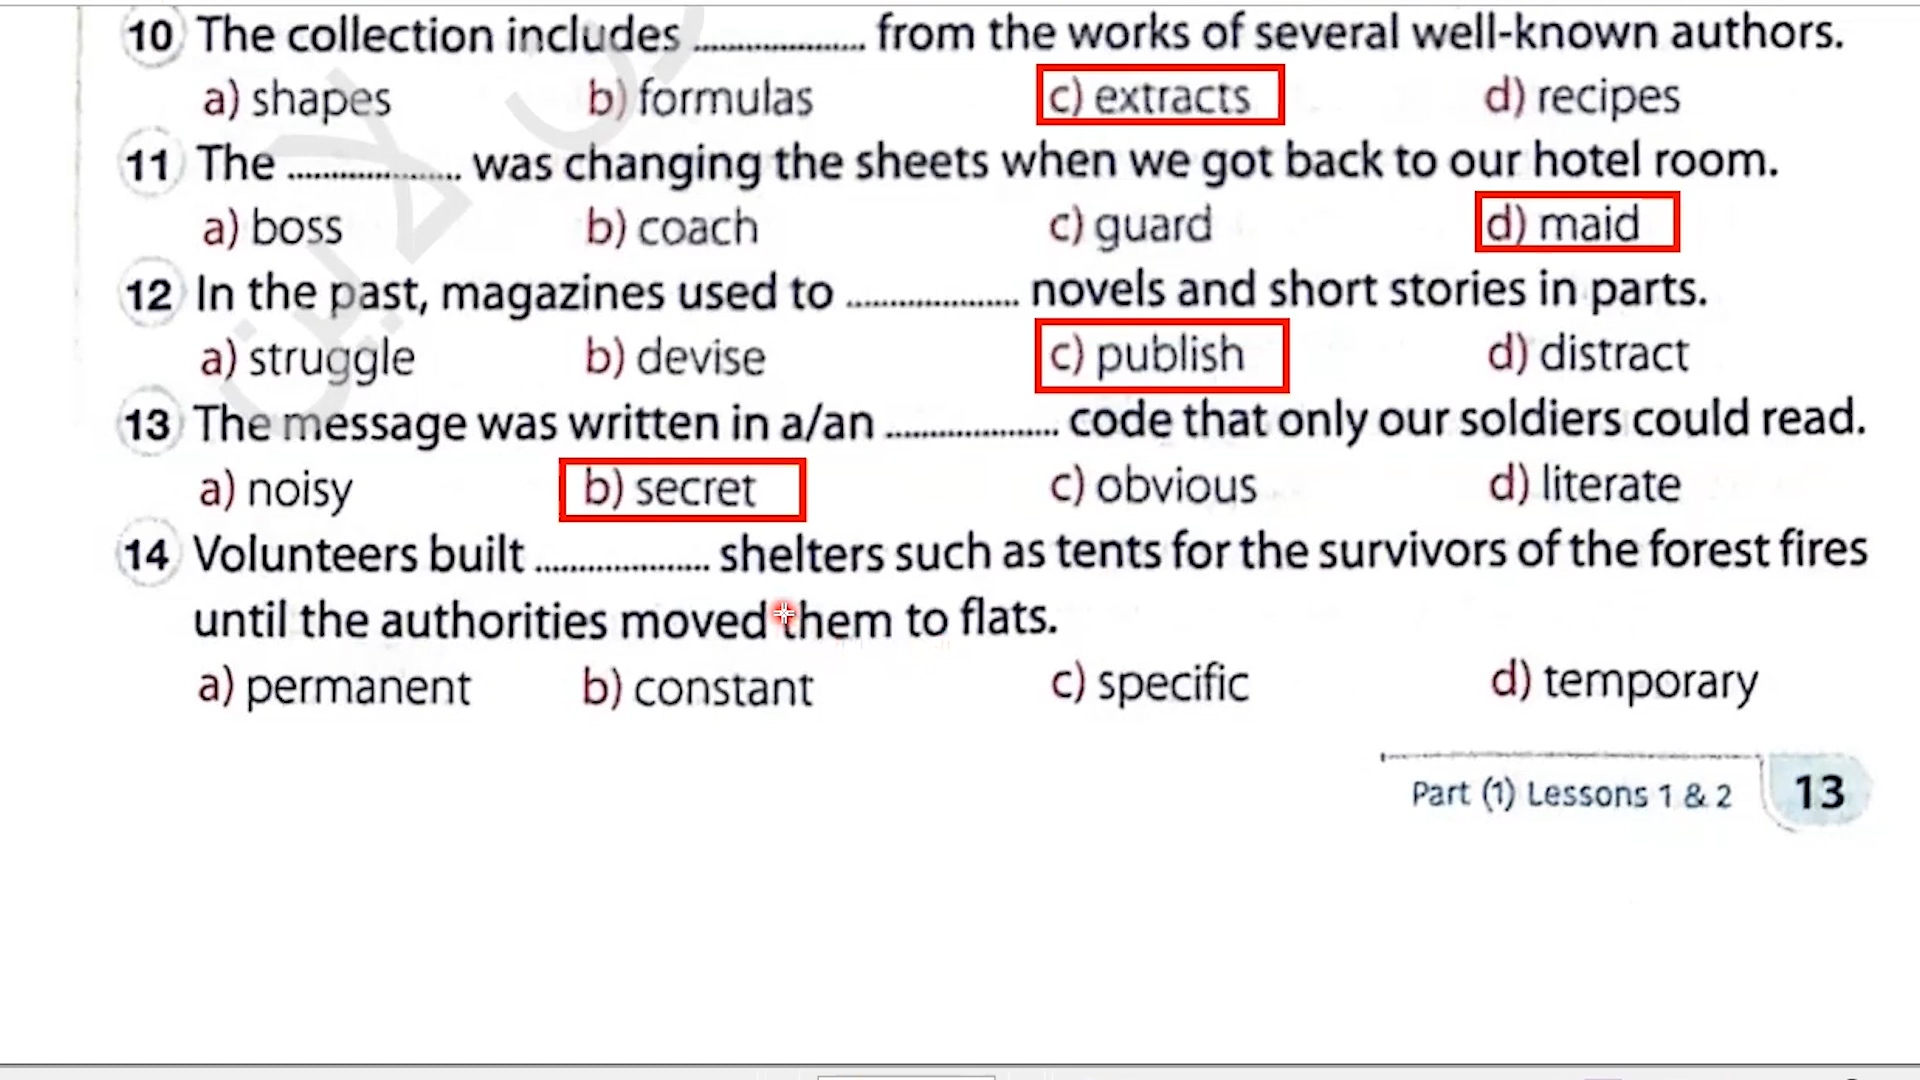 10 The collection includes .................... from the works of several well-known authors.
a) shapes b) formulas c) extracts d) recipes
11 The .................... was changing the sheets when we got back to our hotel room.
a) boss b) coach c) guard d) maid
12 In the past, magazines used to .................... novels and short stories in parts.
a) struggle b) devise c) publish d) distract
13 The message was written in a/an .................... code that only our soldiers could read.
a) noisy b) secret c) obvious d) literate
14 Volunteers built .................... shelters such as tents for the survivors of the forest fires
until the authorities moved them to flats.
a) permanent b) constant c) specific d) temporary
Part (1) Lessons 1 & 2 13